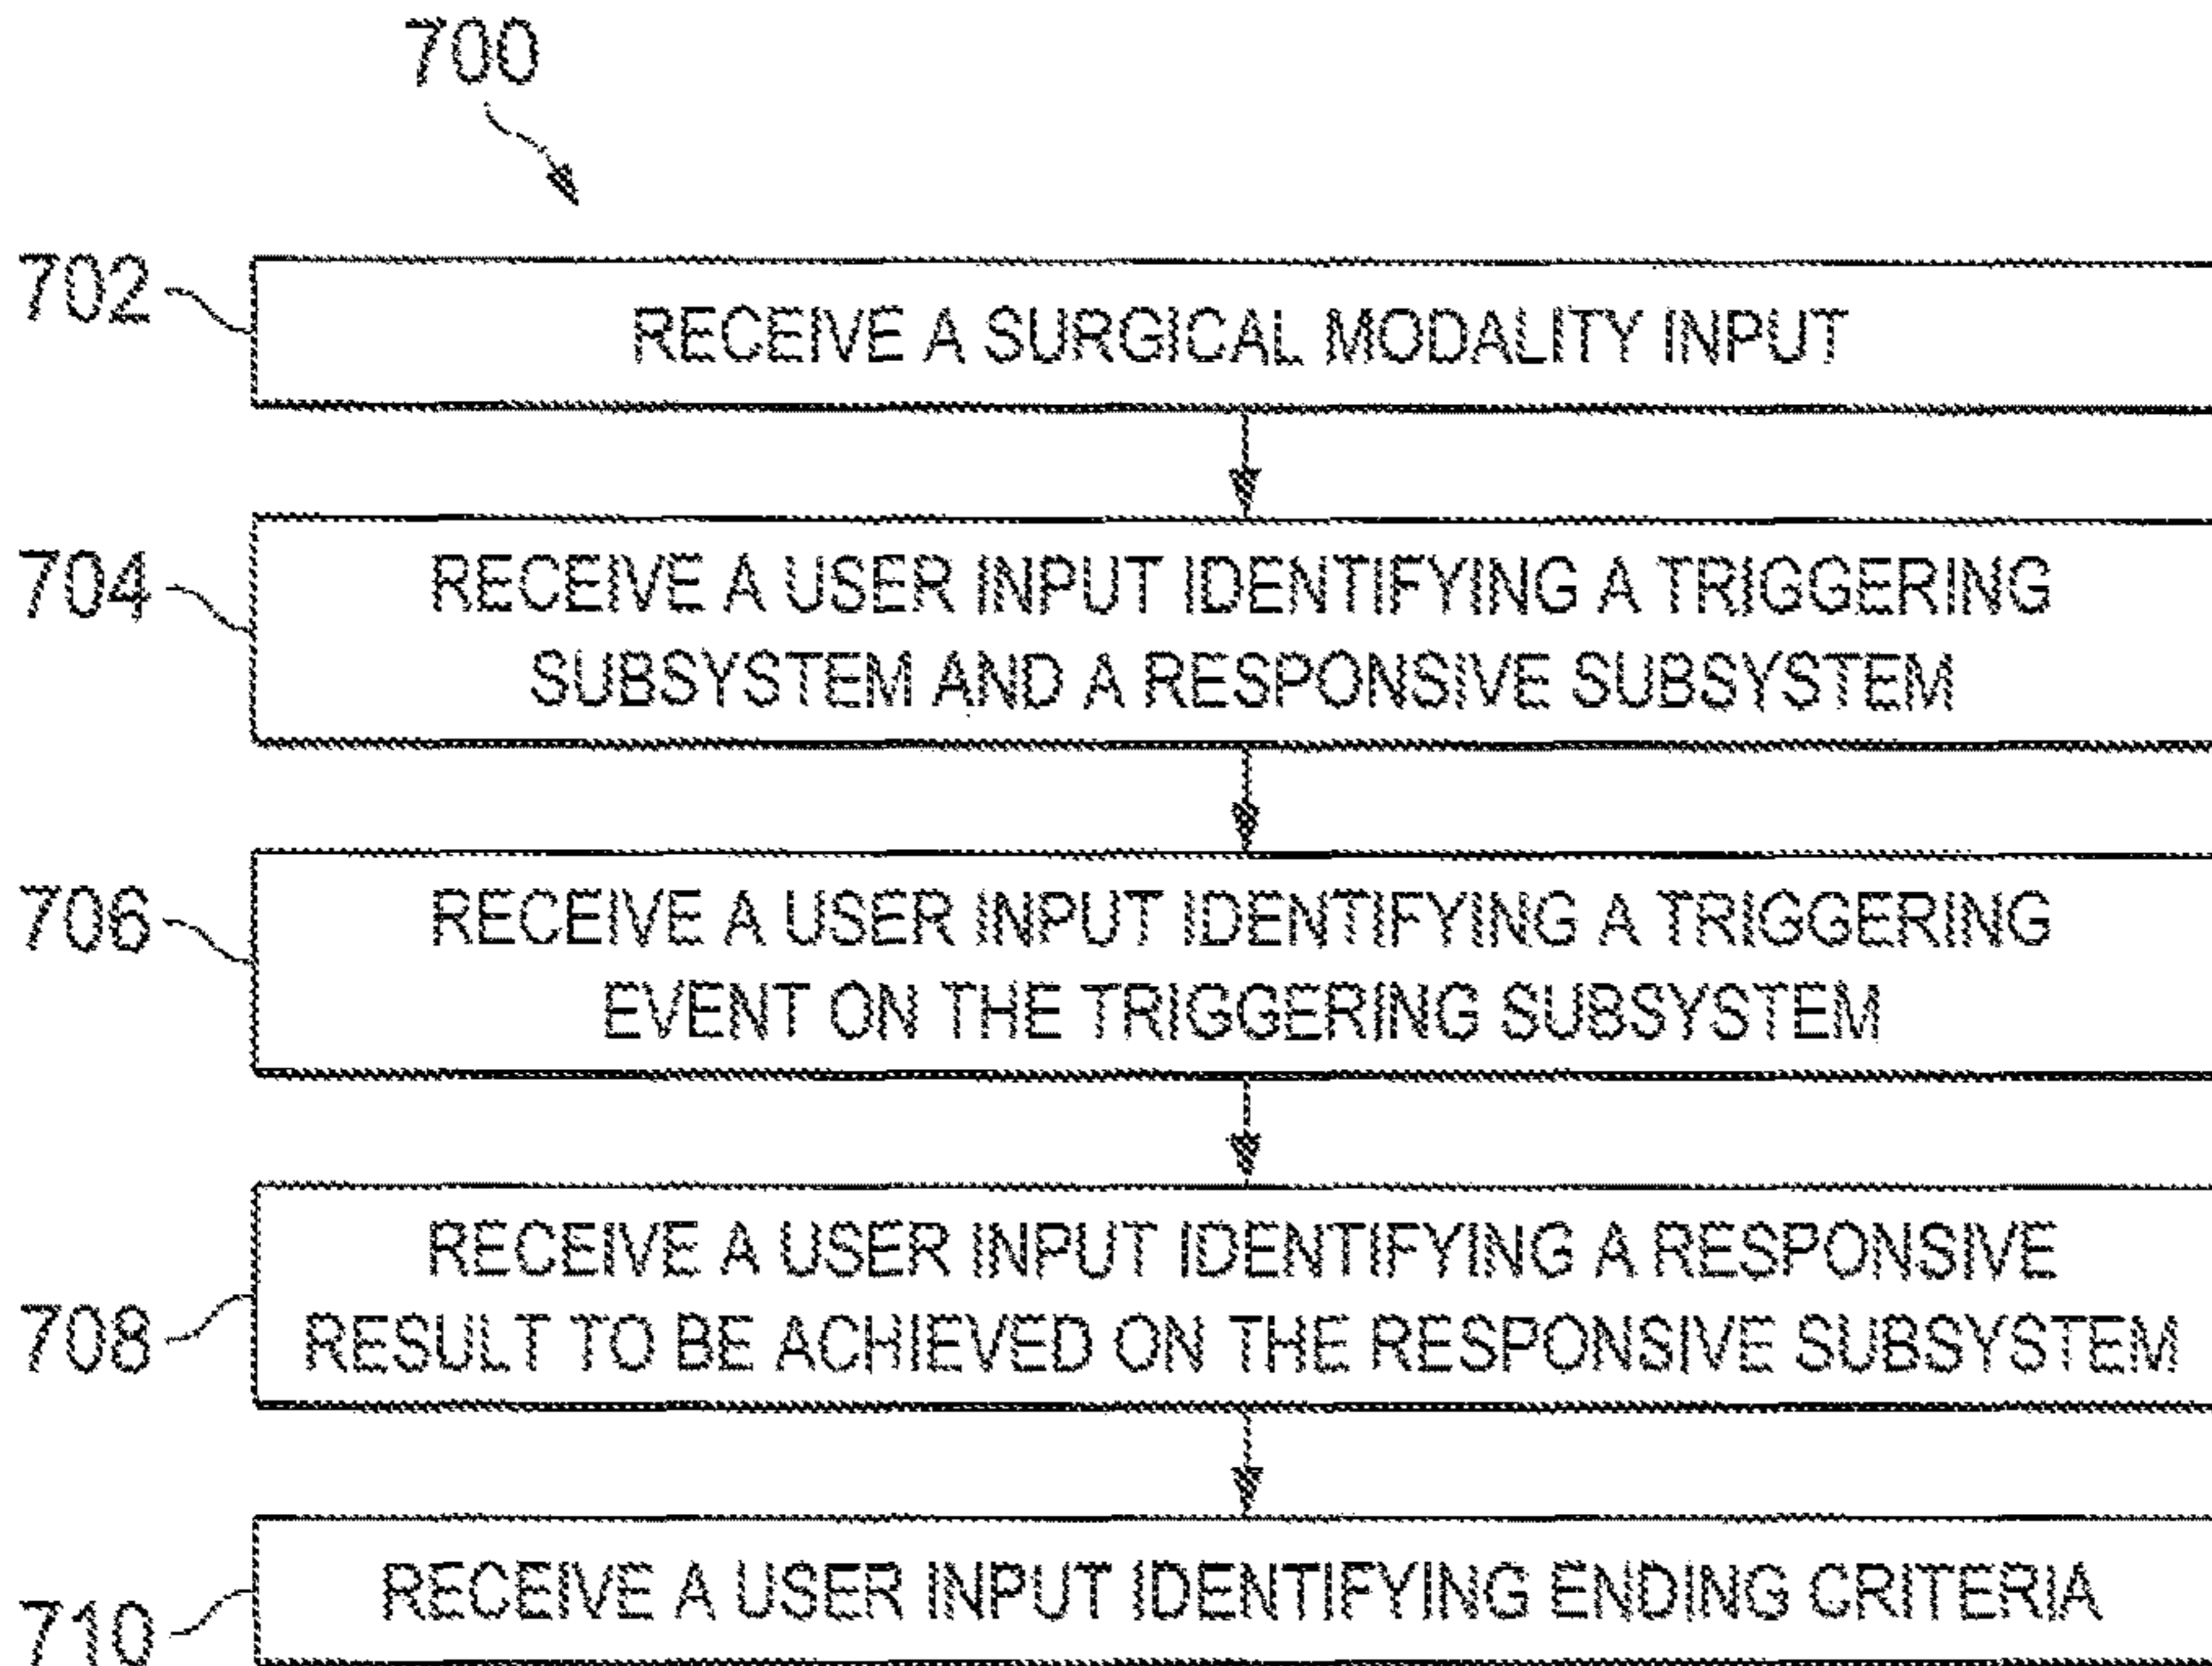 700
702
RECEIVE A SURGICAL MODALITY INPUT
704
RECEIVE A USER INPUT IDENTIFYING A TRIGGERING
SUBSYSTEM AND A RESPONSIVE SUBSYSTEM
706
RECEIVE A USER INPUT IDENTIFYING A TRIGGERING
EVENT ON THE TRIGGERING SUBSYSTEM
708
RECEIVE A USER INPUT IDENTIFYING A RESPONSIVE
RESULT TO BE ACHIEVED ON THE RESPONSIVE SUBSYSTEM
710
RECEIVE A USER INPUT IDENTIFYING ENDING CRITERIA